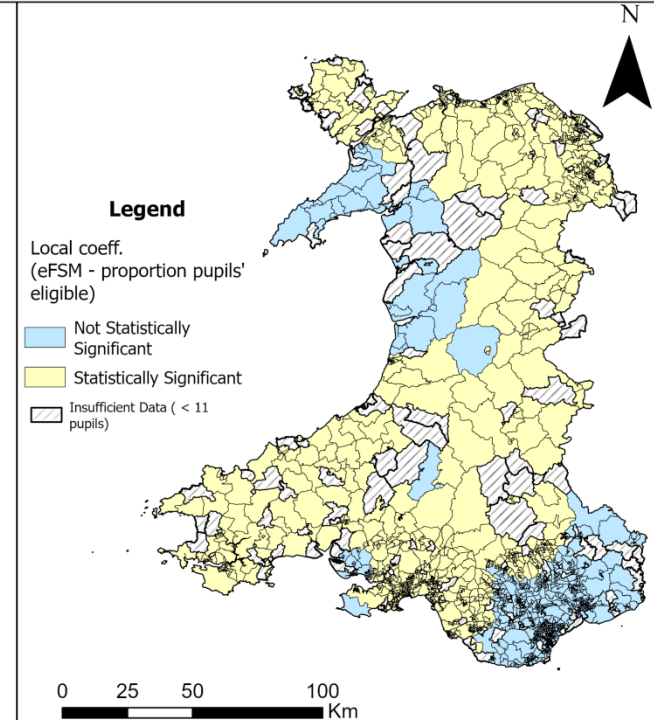 N
Legend
Local coeff.
(eFSM - proportion pupils'
eligible)
Not Statistically
Significant
Statistically Significant
Insufficient Data ( < 11
pupils)
0 25 50 100
Km